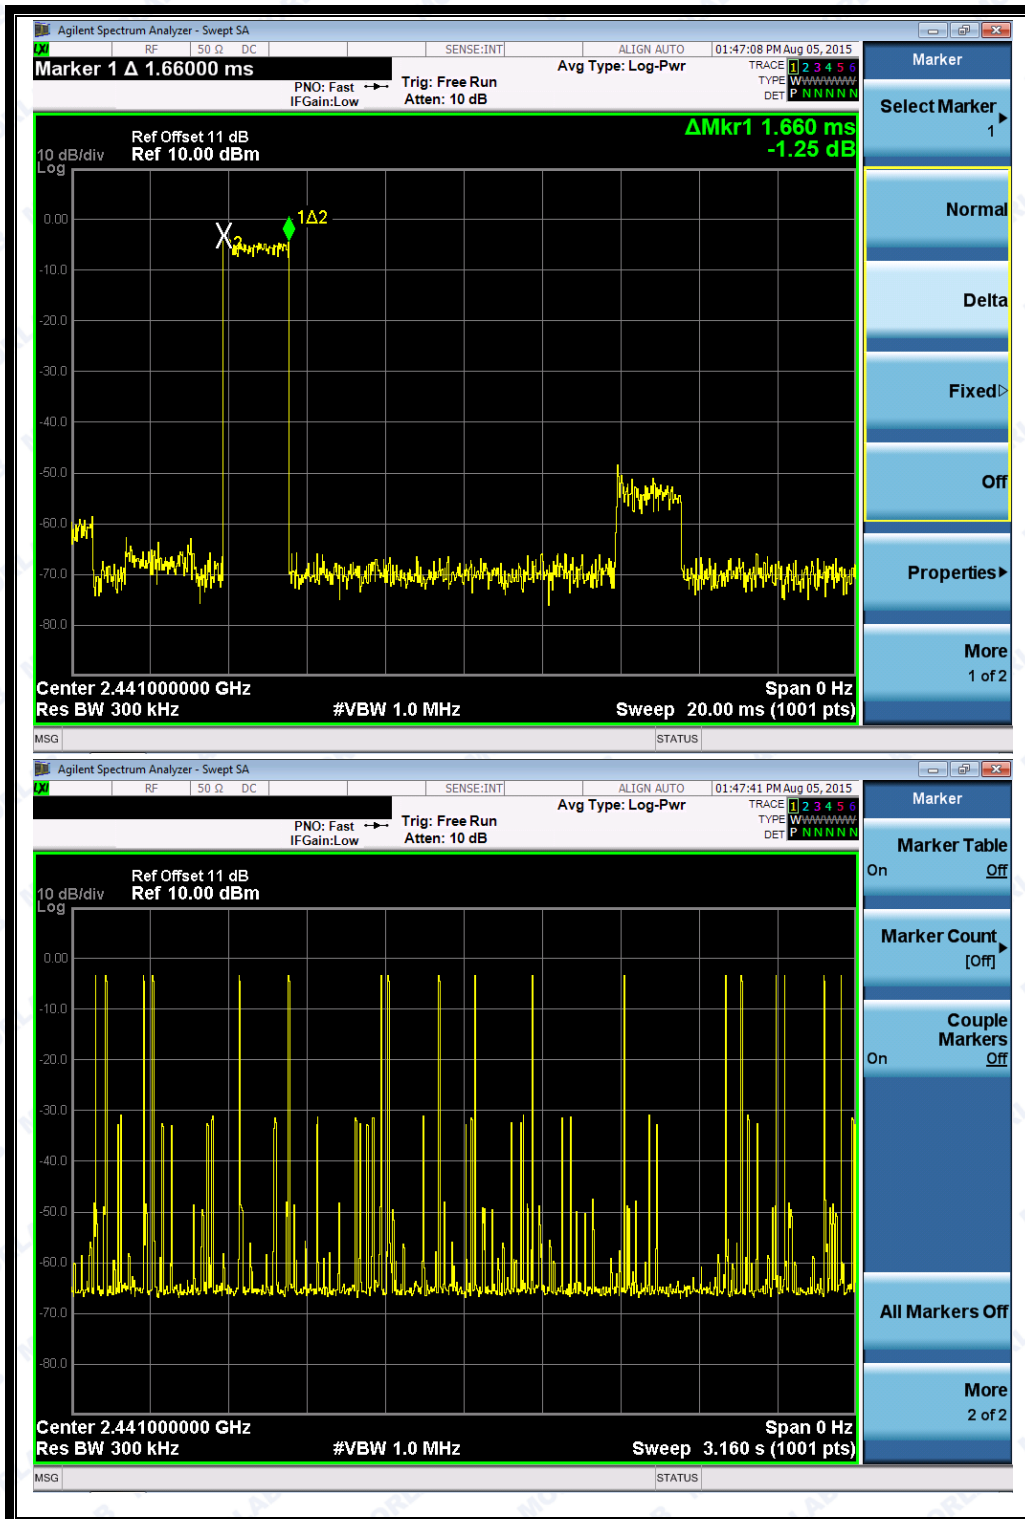 Agilent Spectrum Analyzer - Swept SA
LXI RF 50 Ω DC SENSE:INT ALIGN AUTO 01:47:08 PM Aug 05, 2015
Marker 1 Δ 1.66000 ms
PNO: Fast
IFGain:Low
Trig: Free Run
Atten: 10 dB
Avg Type: Log-Pwr
TRACE 1 2 3 4 5 6
TYPE WWWWWW
DET P N N N N N
Ref Offset 11 dB
10 dB/div Ref 10.00 dBm
Log
ΔMkr1 1.660 ms
-1.25 dB
0.00
1Δ2
2
-10.0
-20.0
-30.0
-40.0
-50.0
-60.0
-70.0
-80.0
Center 2.441000000 GHz Span 0 Hz
Res BW 300 kHz #VBW 1.0 MHz Sweep 20.00 ms (1001 pts)
MSG STATUS
Marker
Select Marker
1
Normal
Delta
Fixed
Off
Properties
More
1 of 2
Agilent Spectrum Analyzer - Swept SA
LXI RF 50 Ω DC SENSE:INT ALIGN AUTO 01:47:41 PM Aug 05, 2015
PNO: Fast
IFGain:Low
Trig: Free Run
Atten: 10 dB
Avg Type: Log-Pwr
TRACE 1 2 3 4 5 6
TYPE WWWWWW
DET P N N N N N
Ref Offset 11 dB
10 dB/div Ref 10.00 dBm
Log
0.00
-10.0
-20.0
-30.0
-40.0
-50.0
-60.0
-70.0
-80.0
Center 2.441000000 GHz Span 0 Hz
Res BW 300 kHz #VBW 1.0 MHz Sweep 3.160 s (1001 pts)
MSG STATUS
Marker
Marker Table
On Off
Marker Count
[Off]
Couple
Markers
On Off
All Markers Off
More
2 of 2